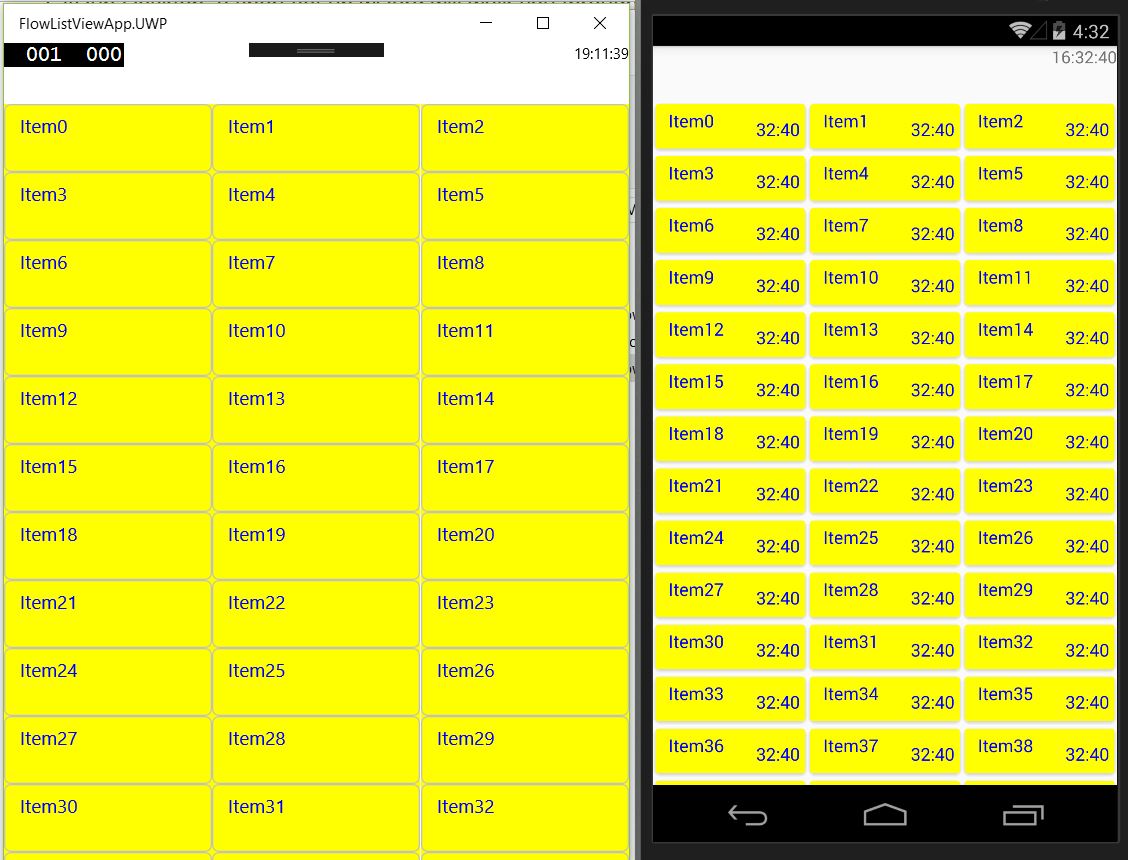 FlowListViewApp.UWP
001 000
19:11:39
Item0 Item1 Item2
Item3 Item4 Item5
Item6 Item7 Item8
Item9 Item10 Item11
Item12 Item13 Item14
Item15 Item16 Item17
Item18 Item19 Item20
Item21 Item22 Item23
Item24 Item25 Item26
Item27 Item28 Item29
Item30 Item31 Item32
4:32
16:32:40
Item0 32:40 Item1 32:40 Item2 32:40
Item3 32:40 Item4 32:40 Item5 32:40
Item6 32:40 Item7 32:40 Item8 32:40
Item9 32:40 Item10 32:40 Item11 32:40
Item12 32:40 Item13 32:40 Item14 32:40
Item15 32:40 Item16 32:40 Item17 32:40
Item18 32:40 Item19 32:40 Item20 32:40
Item21 32:40 Item22 32:40 Item23 32:40
Item24 32:40 Item25 32:40 Item26 32:40
Item27 32:40 Item28 32:40 Item29 32:40
Item30 32:40 Item31 32:40 Item32 32:40
Item33 32:40 Item34 32:40 Item35 32:40
Item36 32:40 Item37 32:40 Item38 32:40